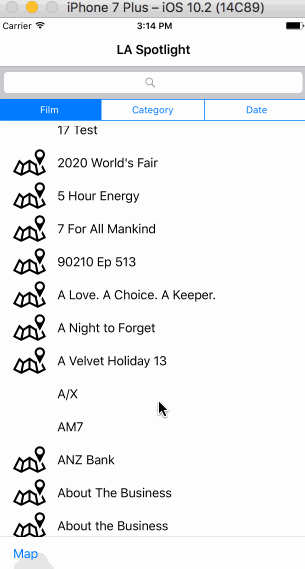 iPhone 7 Plus – iOS 10.2 (14C89)
Carrier 3:14 PM
LA Spotlight
Film Category Date
17 Test
2020 World's Fair
5 Hour Energy
7 For All Mankind
90210 Ep 513
A Love. A Choice. A Keeper.
A Night to Forget
A Velvet Holiday 13
A/X
AM7
ANZ Bank
About The Business
About the Business
Map